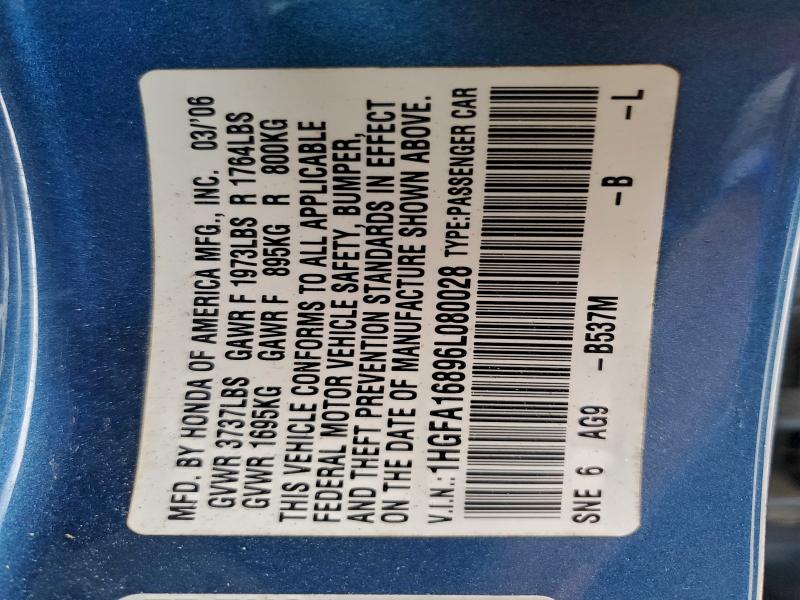 MFD. BY HONDA OF AMERICA MFG., INC. 03/'06
GVWR 3737LBS GAWR F 1973LBS R 1764LBS
GVWR 1695KG GAWR F 895KG R 800KG
THIS VEHICLE CONFORMS TO ALL APPLICABLE
FEDERAL MOTOR VEHICLE SAFETY, BUMPER,
AND THEFT PREVENTION STANDARDS IN EFFECT
ON THE DATE OF MANUFACTURE SHOWN ABOVE.
V.I.N.:1HGFA16896L080028 TYPE:PASSENGER CAR
SNE 6 AG9 -B537M -B -L